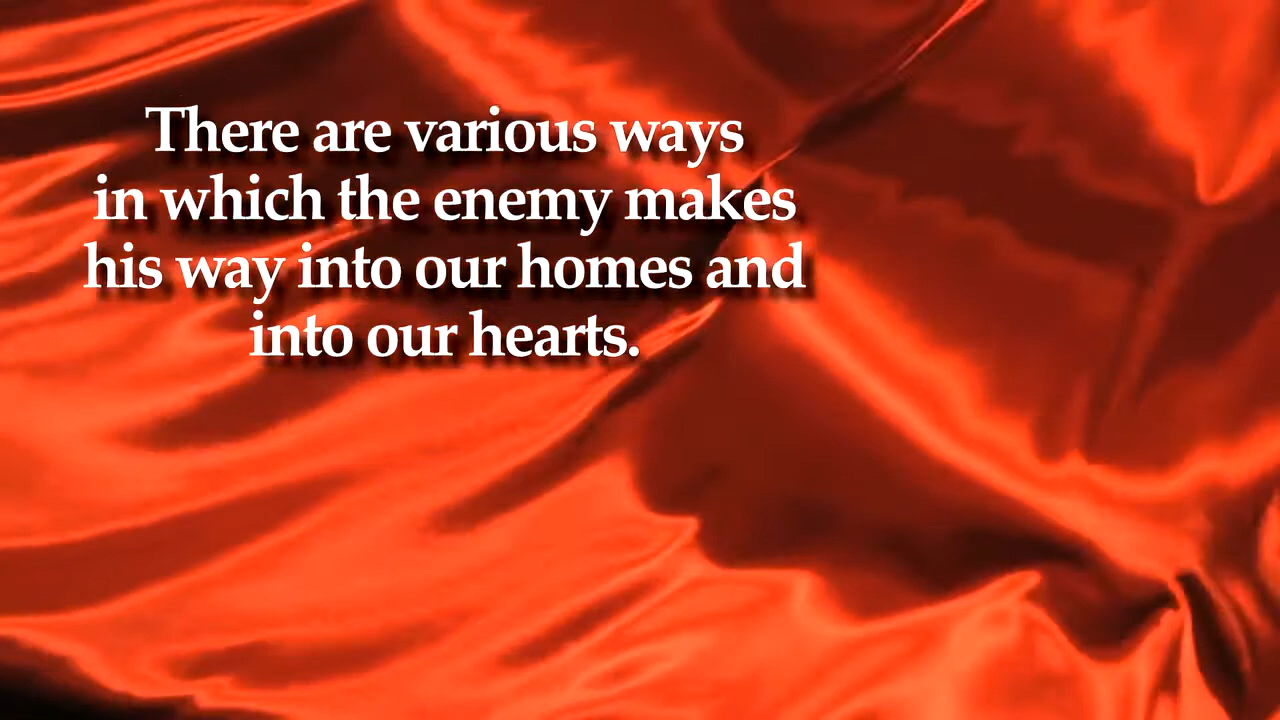 There are various ways
in which the enemy makes
his way into our homes and
into our hearts.